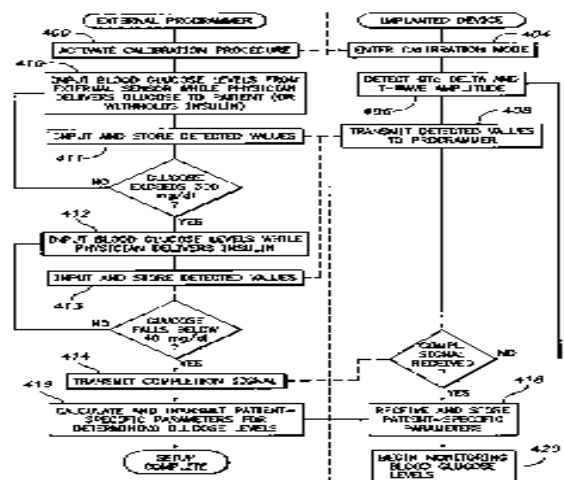 EXTERNAL PROGRAMMER
IMPLANTED DEVICE
400
404
ACTIVATE CALIBRATION PROCEDURE
ENTER CALIBRATION MODE
410
INPUT BLOOD GLUCOSE LEVELS FROM
EXTERNAL SENSOR WHILE PHYSICIAN
DELIVERS GLUCOSE TO PATIENT (OR
WITHHOLDS INSULIN)
DETECT DELTA AND
T-WAVE AMPLITUDE
406
408
INPUT AND STORE DETECTED VALUES
TRANSMIT DETECTED VALUES
TO PROGRAMMER
411
GLUCOSE
EXCEEDS
mg/dl
?
NO
YES
412
INPUT BLOOD GLUCOSE LEVELS WHILE
PHYSICIAN DELIVERS INSULIN
INPUT AND STORE DETECTED VALUES
413
GLUCOSE
FALLS BELOW
40 mg/dl
?
NO
YES
COMPL.
SIGNAL
RECEIVED
?
NO
YES
414
TRANSMIT COMPLETION SIGNAL
418
CALCULATE AND TRANSMIT PATIENT-
SPECIFIC PARAMETERS FOR
DETERMINING GLUCOSE LEVELS
RECEIVE AND STORE
PATIENT-SPECIFIC
PARAMETERS
SETUP
COMPLETE
420
BEGIN MONITORING
BLOOD GLUCOSE
LEVELS